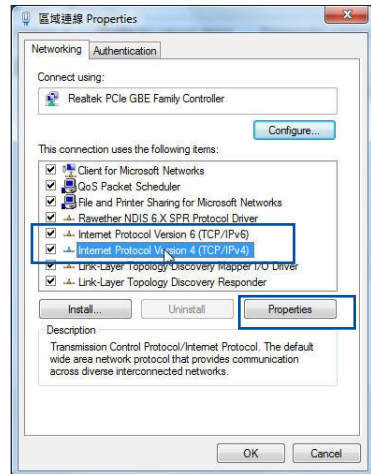 區域連線 Properties
Networking Authentication
Connect using:
Realtek PCIe GBE Family Controller
Configure...
This connection uses the following items:
Client for Microsoft Networks
QoS Packet Scheduler
File and Printer Sharing for Microsoft Networks
Rawether NDIS 6.X SPR Protocol Driver
Internet Protocol Version 6 (TCP/IPv6)
Internet Protocol Version 4 (TCP/IPv4)
Link-Layer Topology Discovery Mapper I/O Driver
Link-Layer Topology Discovery Responder
Install... Uninstall Properties
Description
Transmission Control Protocol/Internet Protocol. The default
wide area network protocol that provides communication
across diverse interconnected networks.
OK Cancel